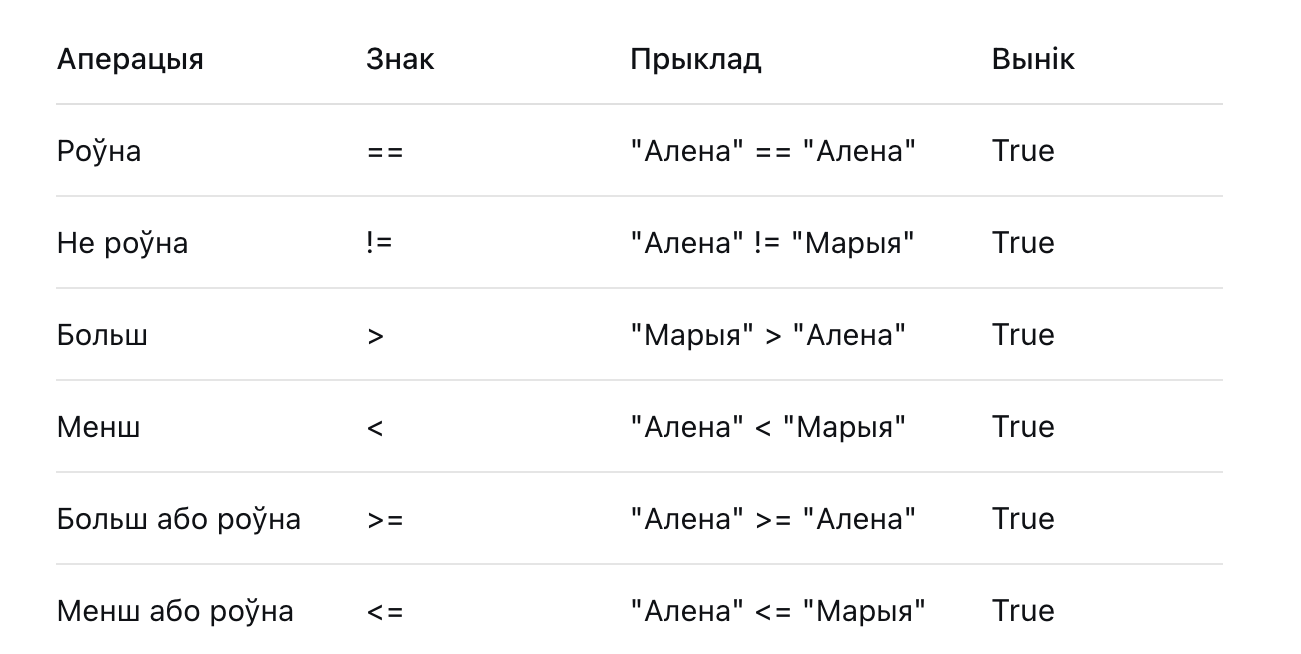 Аперацыя Знак Прыклад Вынік
Роўна == "Алена" == "Алена" True
Не роўна != "Алена" != "Марыя" True
Больш > "Марыя" > "Алена" True
Менш < "Алена" < "Марыя" True
Больш або роўна >= "Алена" >= "Алена" True
Менш або роўна <= "Алена" <= "Марыя" True